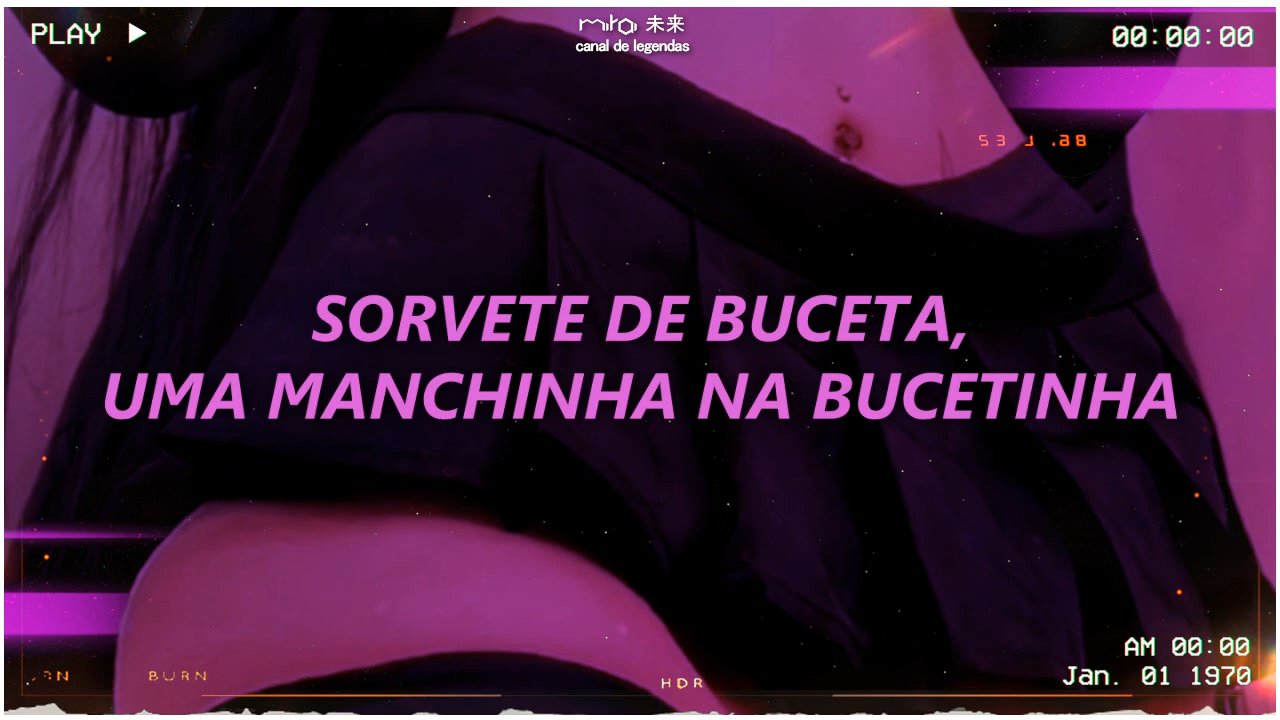 PLAY
miroi 未来
canal de legendas
00:00:00
SORVETE DE BUCETA,
UMA MANCHINHA NA BUCETINHA
AM 00:00
Jan. 01 1970
BURN
HDR